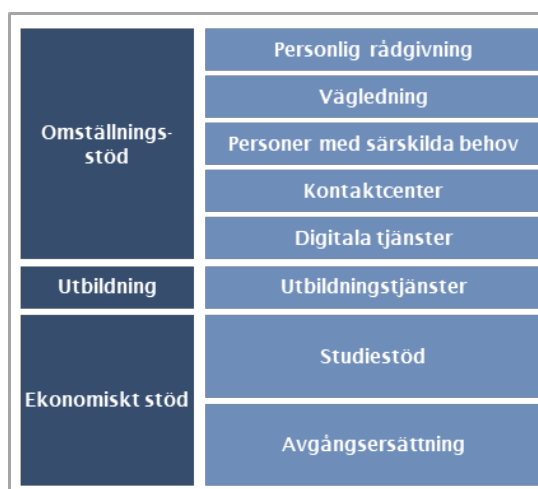 Omställnings-
stöd
Personlig rådgivning
Vägledning
Personer med särskilda behov
Kontaktcenter
Digitala tjänster
Utbildning
Utbildningstjänster
Ekonomiskt stöd
Studiestöd
Avgångsersättning